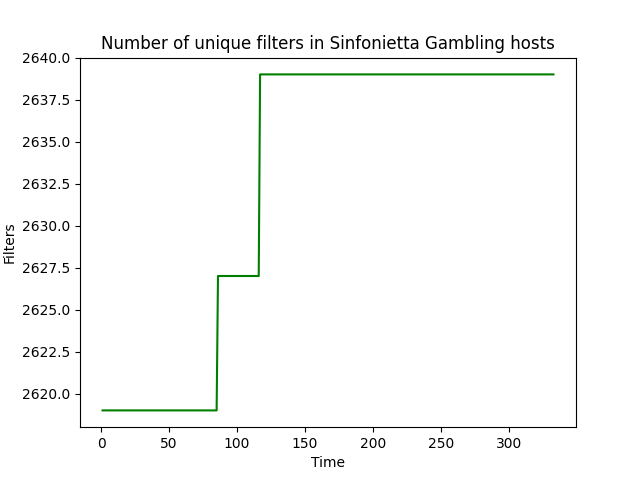 Number of unique filters in Sinfonietta Gambling hosts
2640.0
2637.5
2635.0
2632.5
2630.0
2627.5
2625.0
2622.5
2620.0
Filters
0 50 100 150 200 250 300
Time